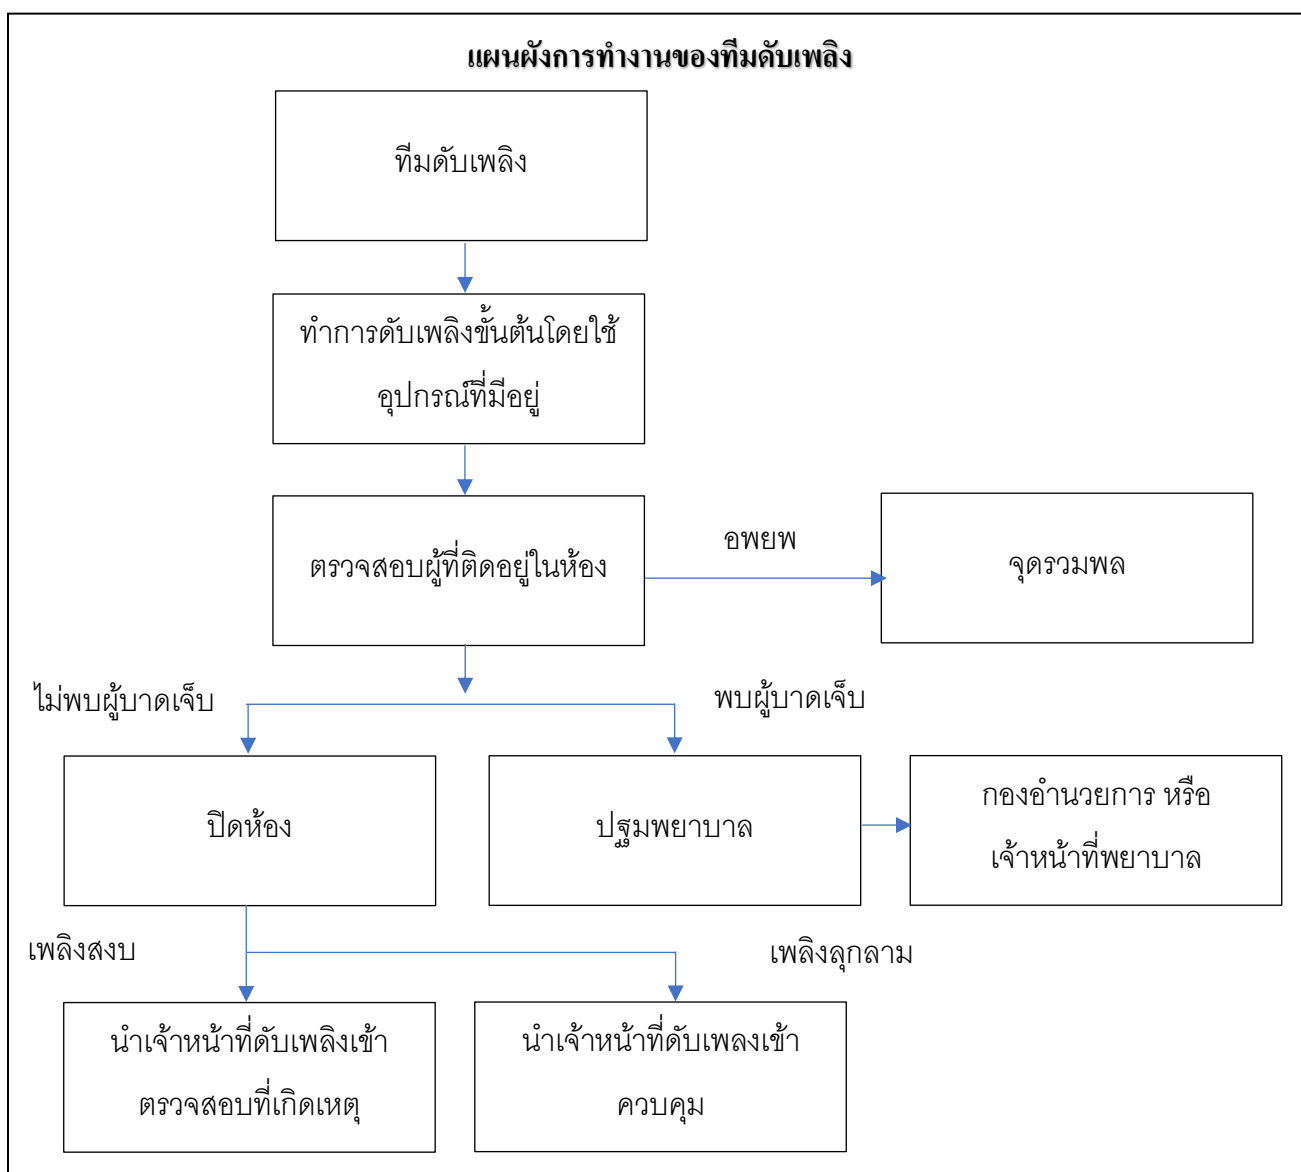 แผนผังการทำงานของทีมดับเพลิง
ทีมดับเพลิง
ทำการดับเพลิงขั้นต้นโดยใช้
อุปกรณ์ที่มีอยู่
ตรวจสอบผู้ที่ติดอยู่ในห้อง
อพยพ
จุดรวมพล
ไม่พบผู้บาดเจ็บ
พบผู้บาดเจ็บ
ปิดห้อง
ปฐมพยาบาล
กองอำนวยการ หรือ
เจ้าหน้าที่พยาบาล
เพลิงสงบ
เพลิงลุกลาม
นำเจ้าหน้าที่ดับเพลิงเข้า
ตรวจสอบที่เกิดเหตุ
นำเจ้าหน้าที่ดับเพลงเข้า
ควบคุม